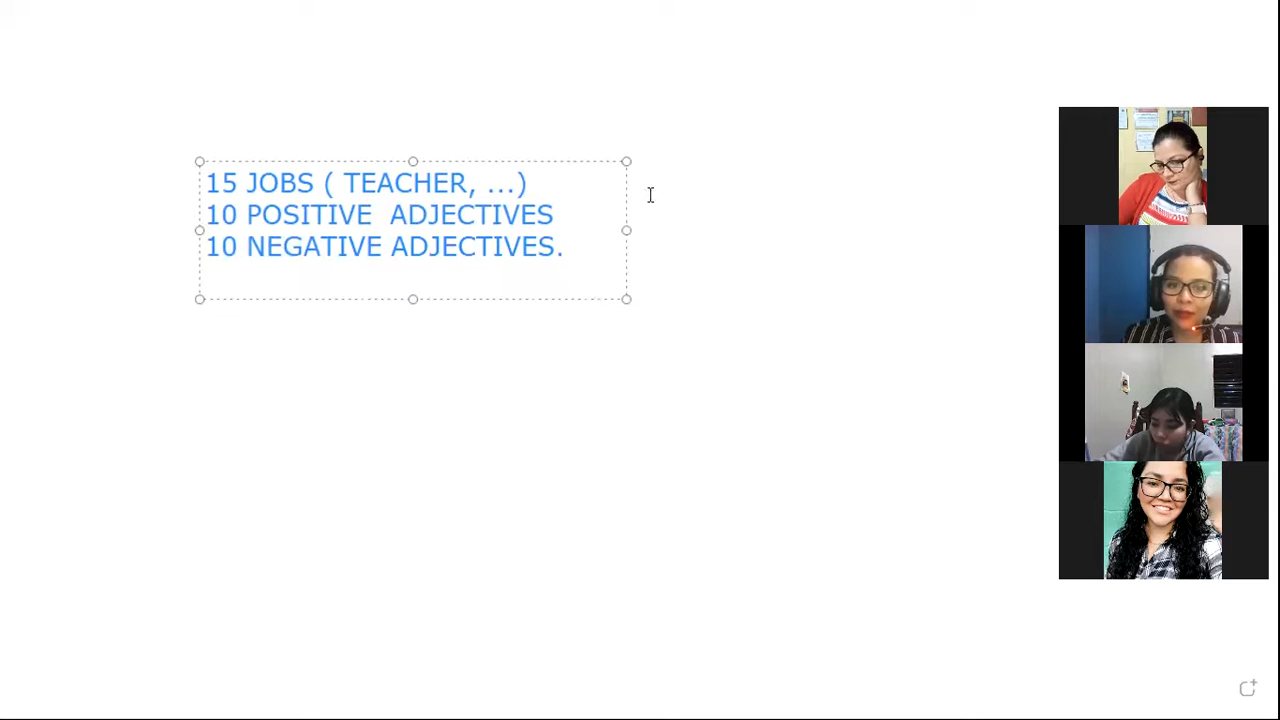 15 JOBS ( TEACHER, ...)
10 POSITIVE  ADJECTIVES
10 NEGATIVE ADJECTIVES.